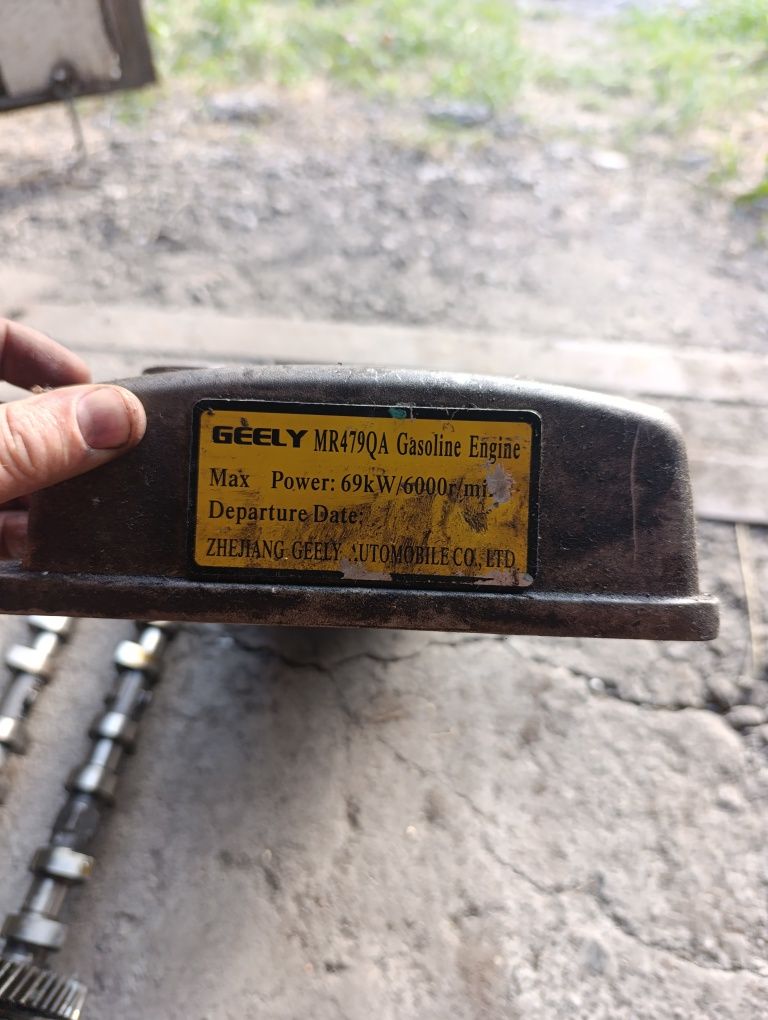 GEELY MR479QA Gasoline Engine
Max Power: 69kW/6000r/mi
Departure Date:
ZHEJIANG GEELY AUTOMOBILE CO., LTD